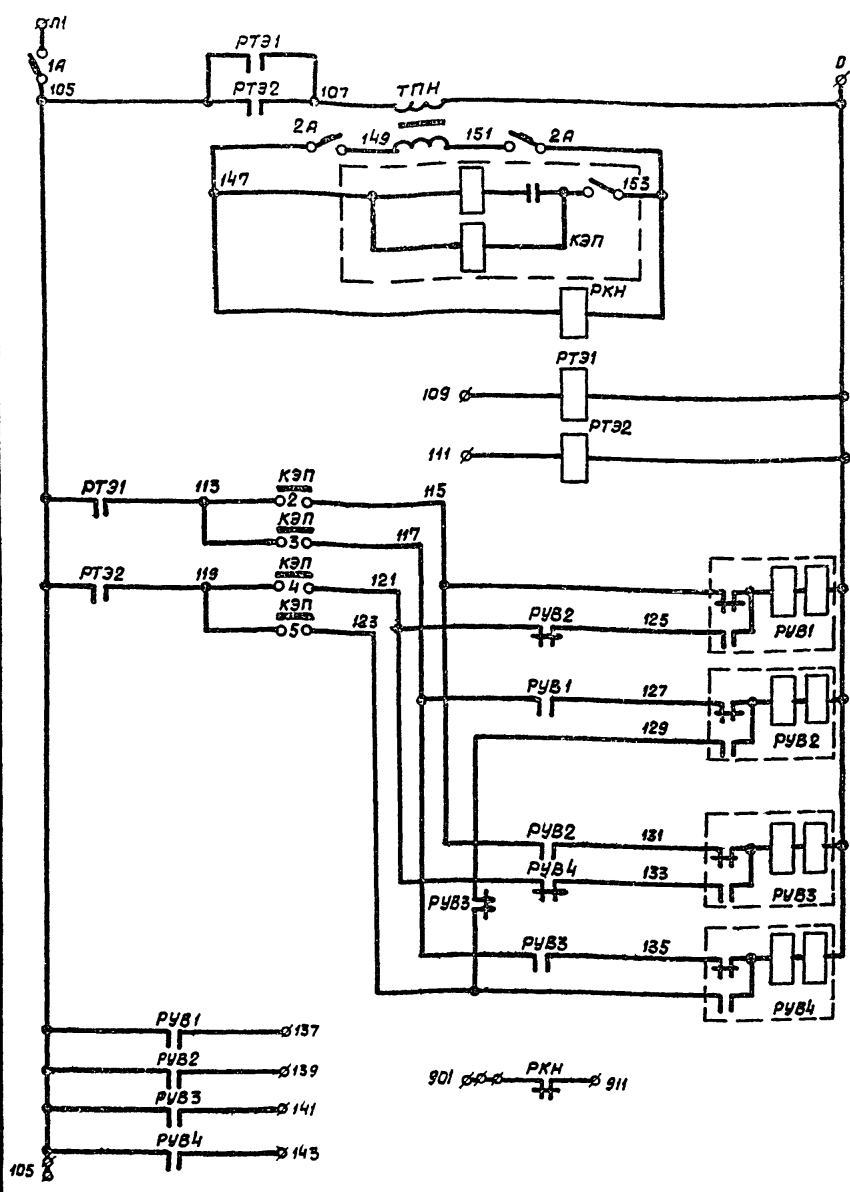 Л1
1А
105
РТЭ1
РТЭ2
107
ТПН
0
2А
149
151
2А
147
153
КЭП
РКН
РТЭ1
109
РТЭ2
111
РТЭ1
113
КЭП
2
115
КЭП
3
117
РТЭ2
119
КЭП
4
121
КЭП
5
123
РУВ2
125
РУВ1
РУВ1
127
129
РУВ2
РУВ2
131
РУВ4
133
РУВ3
РУВ3
РУВ3
135
РУВ4
РУВ1
137
РУВ2
139
РУВ3
141
РУВ4
143
105
901
РКН
911